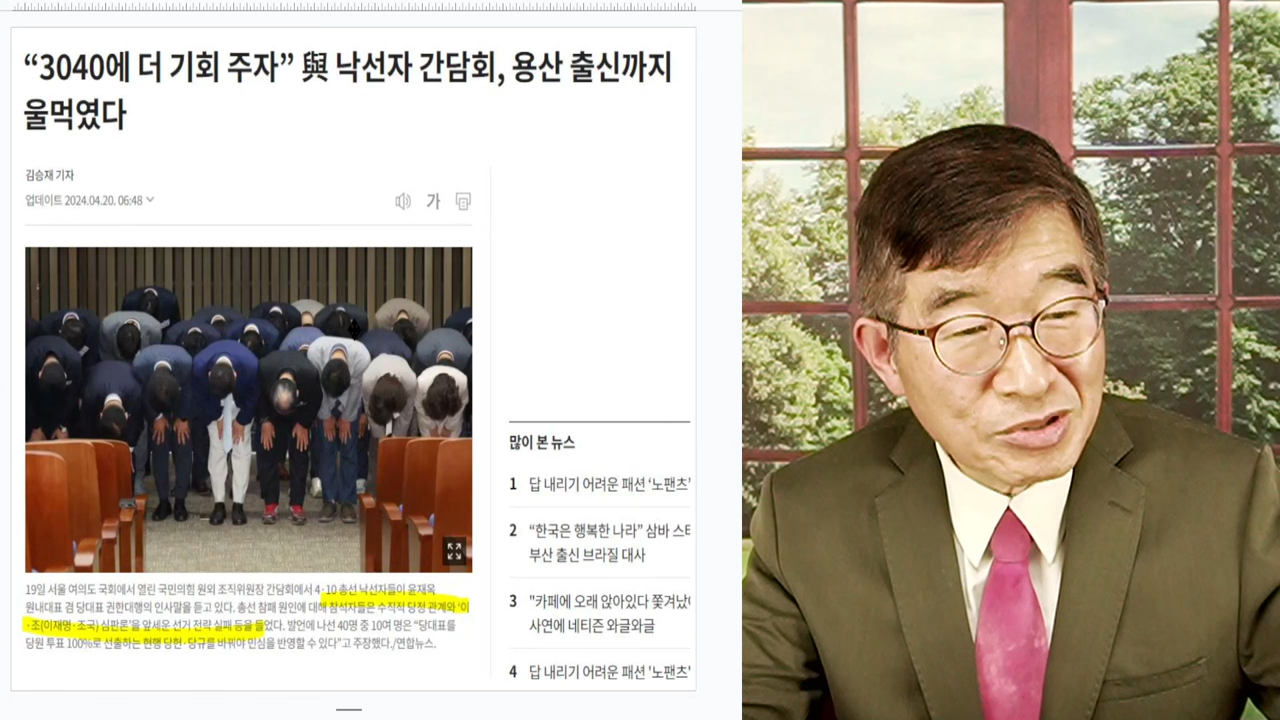 “3040에 더 기회 주자” 與 낙선자 간담회, 용산 출신까지
울먹였다
김승재 기자
업데이트 2024.04.20. 06:48
가
19일 서울 여의도 국회에서 열린 국민의힘 원외 조직위원장 간담회에서 4·10 총선 낙선자들이 윤재옥
원내대표 겸 당대표 권한대행의 인사말을 듣고 있다. 총선 참패 원인에 대해 참석자들은 수직적 당정 관계와 ‘이
·조(이재명·조국) 심판론’을 앞세운 선거 전략 실패 등을 들었다. 발언에 나선 40명 중 10여 명은 “당대표를
당원 투표 100%로 선출하는 현행 당헌·당규를 바꿔야 민심을 반영할 수 있다”고 주장했다./연합뉴스.
많이 본 뉴스
1 답 내리기 어려운 패션 ‘노팬츠’
2 “한국은 행복한 나라” 삼바
부산 출신 브라질 대사
3 "카페에 오래 앉아있다 쫓겨났
사연에 네티즌 와글와글
4 답 내리기 어려운 패션 ‘노팬츠’